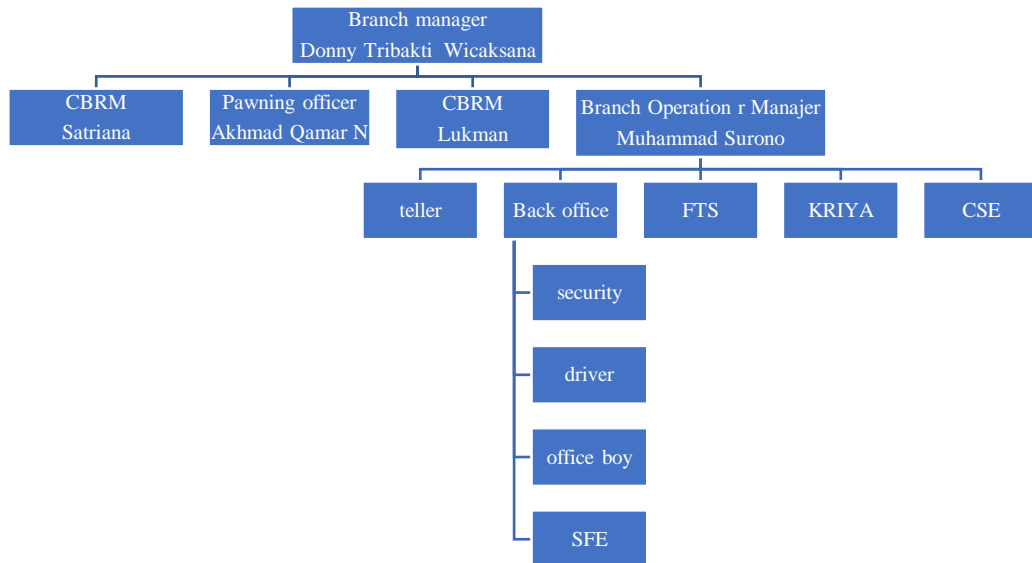 Branch manager
Donny Tribakti Wicaksana
CBRM
Satriana
Pawning officer
Akhmad Qamar N
CBRM
Lukman
Branch Operation r Manajer
Muhammad Surono
teller
Back office
FTS
KRIYA
CSE
security
driver
office boy
SFE